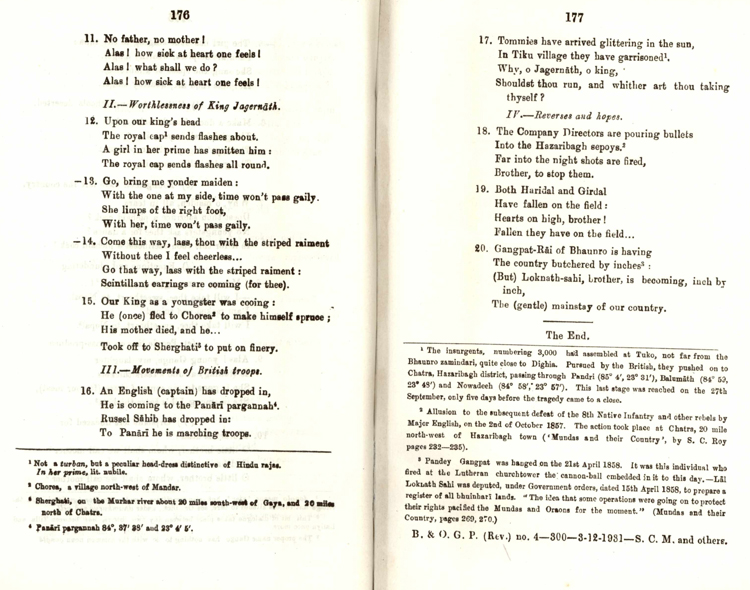 176
11. No father, no mother!
Alas! how sick at heart one feels!
Alas! what shall we do?
Alas! how sick at heart one feels!
II.—Worthlessness of King Jagernāth.
12. Upon our king's head
The royal cap¹ sends flashes about.
A girl in her prime has smitten him:
The royal cap sends flashes all round.
—13. Go, bring me yonder maiden:
With the one at my side, time won't pass gaily.
She limps of the right foot,
With her, time won't pass gaily.
—14. Come this way, lass, thou with the striped raiment
Without thee I feel cheerless...
Go that way, lass with the striped raiment:
Scintillant earrings are coming (for thee).
15. Our King as a youngster was cooing:
He (once) fled to Chorea² to make himself spruce;
His mother died, and he...
Took off to Sherghati³ to put on finery.
III.—Movements of British troops.
16. An English (captain) has dropped in,
He is coming to the Panāri pargannah⁴.
Russel Sāhib has dropped in:
To Panāri he is marching troops.
¹ Not a turban, but a peculiar head-dress distinctive of Hindu rajas.
In her prime, lit. nubile.
² Chorea, a village north-west of Mander.
³ Sherghati, on the Murhar river about 20 miles south-west of Gaya, and 20 miles
north of Chatra.
⁴ Panāri pargannah 84°, 37' 38' and 23° 4' 5'.
177
17. Tommies have arrived glittering in the sun,
In Tiku village they have garrisoned¹.
Why, o Jagernāth, o king,
Shouldst thou run, and whither art thou taking
thyself?
IV.—Reverses and hopes.
18. The Company Directors are pouring bullets
Into the Hazaribagh sepoys.²
Far into the night shots are fired,
Brother, to stop them.
19. Both Haridal and Girdal
Have fallen on the field:
Hearts on high, brother!
Fallen they have on the field...
20. Gangpat-Rāi of Bhaunro is having
The country butchered by inches³:
(But) Loknath-sahi, brother, is becoming, inch by
inch,
The (gentle) mainstay of our country.
The End.
¹ The insurgents, numbering 3,000 had assembled at Tuko, not far from the
Bhaunro zamindari, quite close to Dighia. Pursued by the British, they pushed on to
Chatra, Hazaribagh district, passing through Pandri (85° 4', 23° 31'), Balumāth (84° 53,
23° 48') and Nowadeeh (84° 58', 23° 57'). This last stage was reached on the 27th
September, only five days before the tragedy came to a close.
² Allusion to the subsequent defeat of the 8th Native Infantry and other rebels by
Major English, on the 2nd of October 1857. The action took place at Chatra, 20 mile
north-west of Hazaribagh town ('Mundas and their Country', by S. C. Roy
pages 232—235).
³ Pandey Gangpat was hanged on the 21st April 1858. It was this individual who
fired at the Lutheran churchtower the cannon-ball embedded in it to this day.—Lāl
Loknath Sahi was deputed, under Government orders, dated 15th April 1858, to prepare a
register of all bhuinhari lands. "The idea that some operations were going on to protect
their rights pacified the Mundas and Oraons for the moment." (Mundas and their
Country, pages 269, 270.)
B. & O. G. P. (Rev.) no. 4—300—3-12-1931—S. C. M. and others.